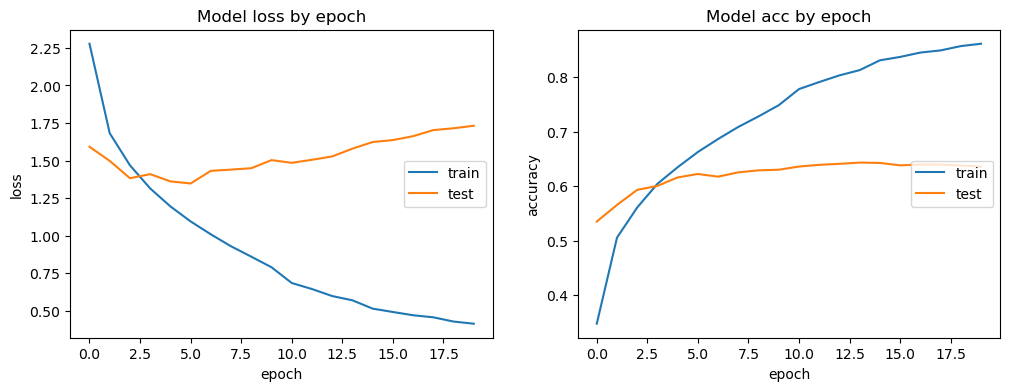 Model loss by epoch
loss
2.25
2.00
1.75
1.50
1.25
1.00
0.75
0.50
train
test
0.0 2.5 5.0 7.5 10.0 12.5 15.0 17.5
epoch
Model acc by epoch
accuracy
0.8
0.7
0.6
0.5
0.4
train
test
0.0 2.5 5.0 7.5 10.0 12.5 15.0 17.5
epoch